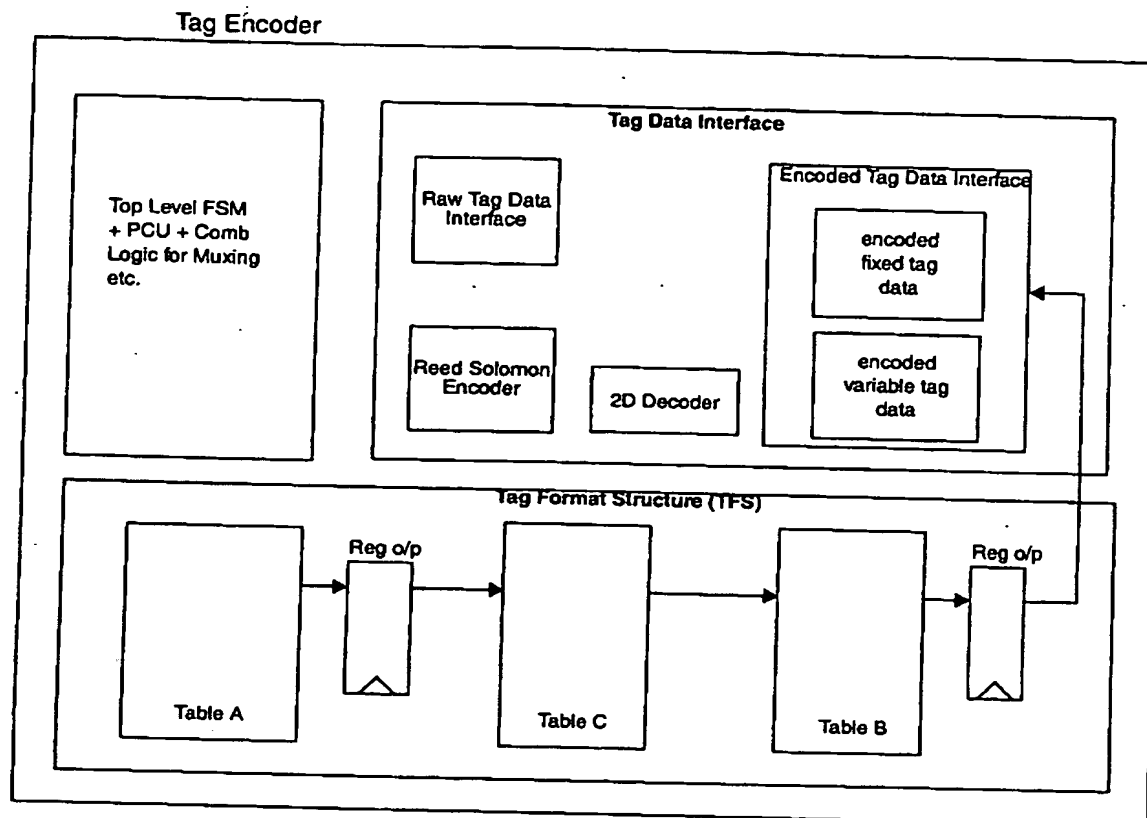 Tag Encoder
Tag Data Interface
Top Level FSM
+ PCU + Comb
Logic for Muxing
etc.
Raw Tag Data
Interface
Reed Solomon
Encoder
2D Decoder
Encoded Tag Data Interface
encoded
fixed tag
data
encoded
variable tag
data
Tag Format Structure (TFS)
Table A
Reg o/p
Table C
Table B
Reg o/p